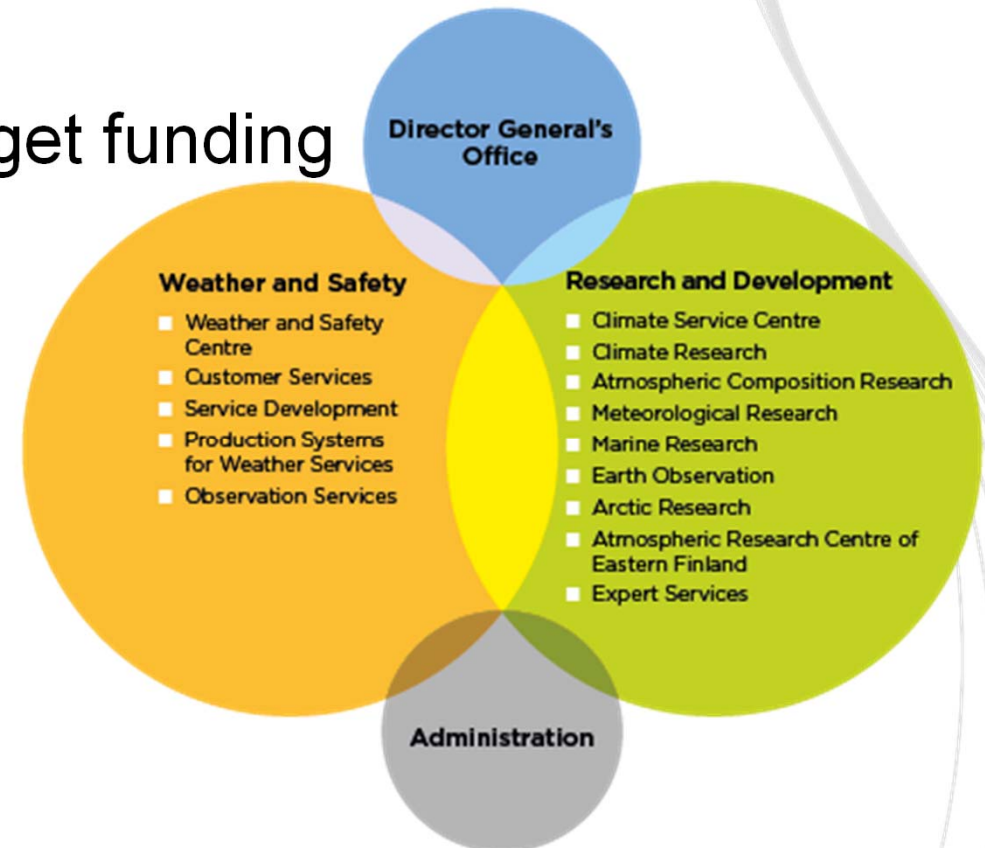 get funding
Director General's
Office
Weather and Safety
Weather and Safety
Centre
Customer Services
Service Development
Production Systems
for Weather Services
Observation Services
Research and Development
Climate Service Centre
Climate Research
Atmospheric Composition Research
Meteorological Research
Marine Research
Earth Observation
Arctic Research
Atmospheric Research Centre of
Eastern Finland
Expert Services
Administration